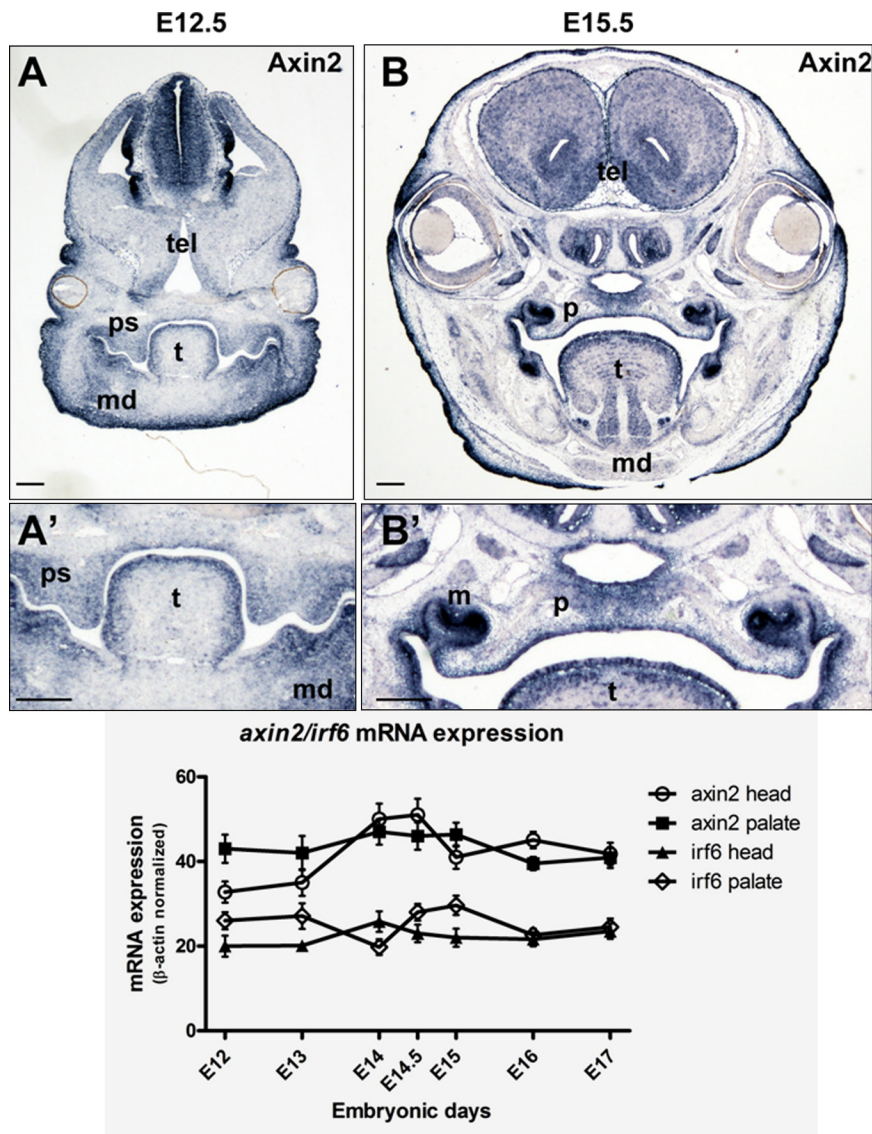 E12.5
E15.5
A
Axin2
tel
ps
t
md
B
Axin2
tel
p
t
md
A’
ps
t
md
B’
m
p
t
axin2/irf6 mRNA expression
mRNA expression
(β-actin normalized)
60
40
20
0
E12
E13
E14
E14.5
E15
E16
E17
Embryonic days
axin2 head
axin2 palate
irf6 head
irf6 palate